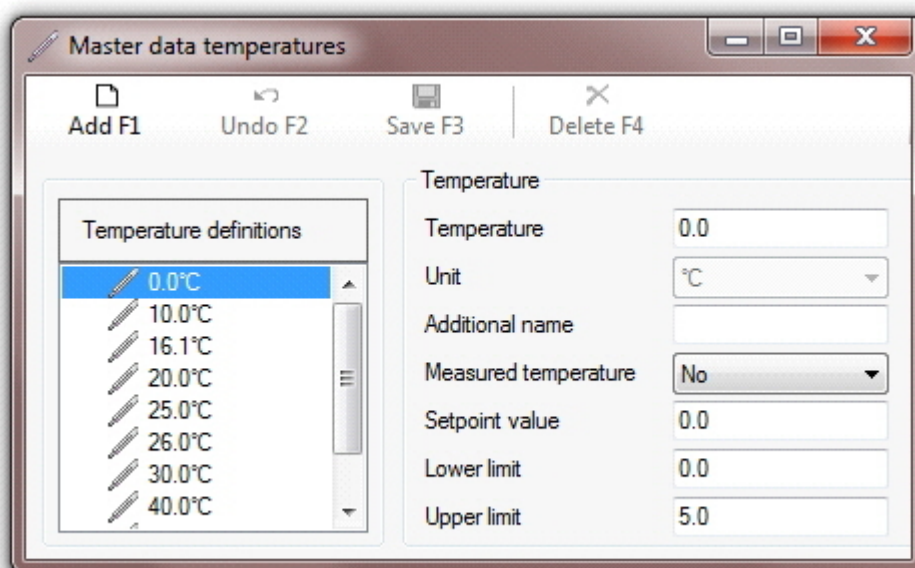 Master data temperatures
Add F1 Undo F2 Save F3 Delete F4
Temperature definitions
0.0°C
10.0°C
16.1°C
20.0°C
25.0°C
26.0°C
30.0°C
40.0°C
Temperature
Temperature 0.0
Unit °C
Additional name
Measured temperature No
Setpoint value 0.0
Lower limit 0.0
Upper limit 5.0